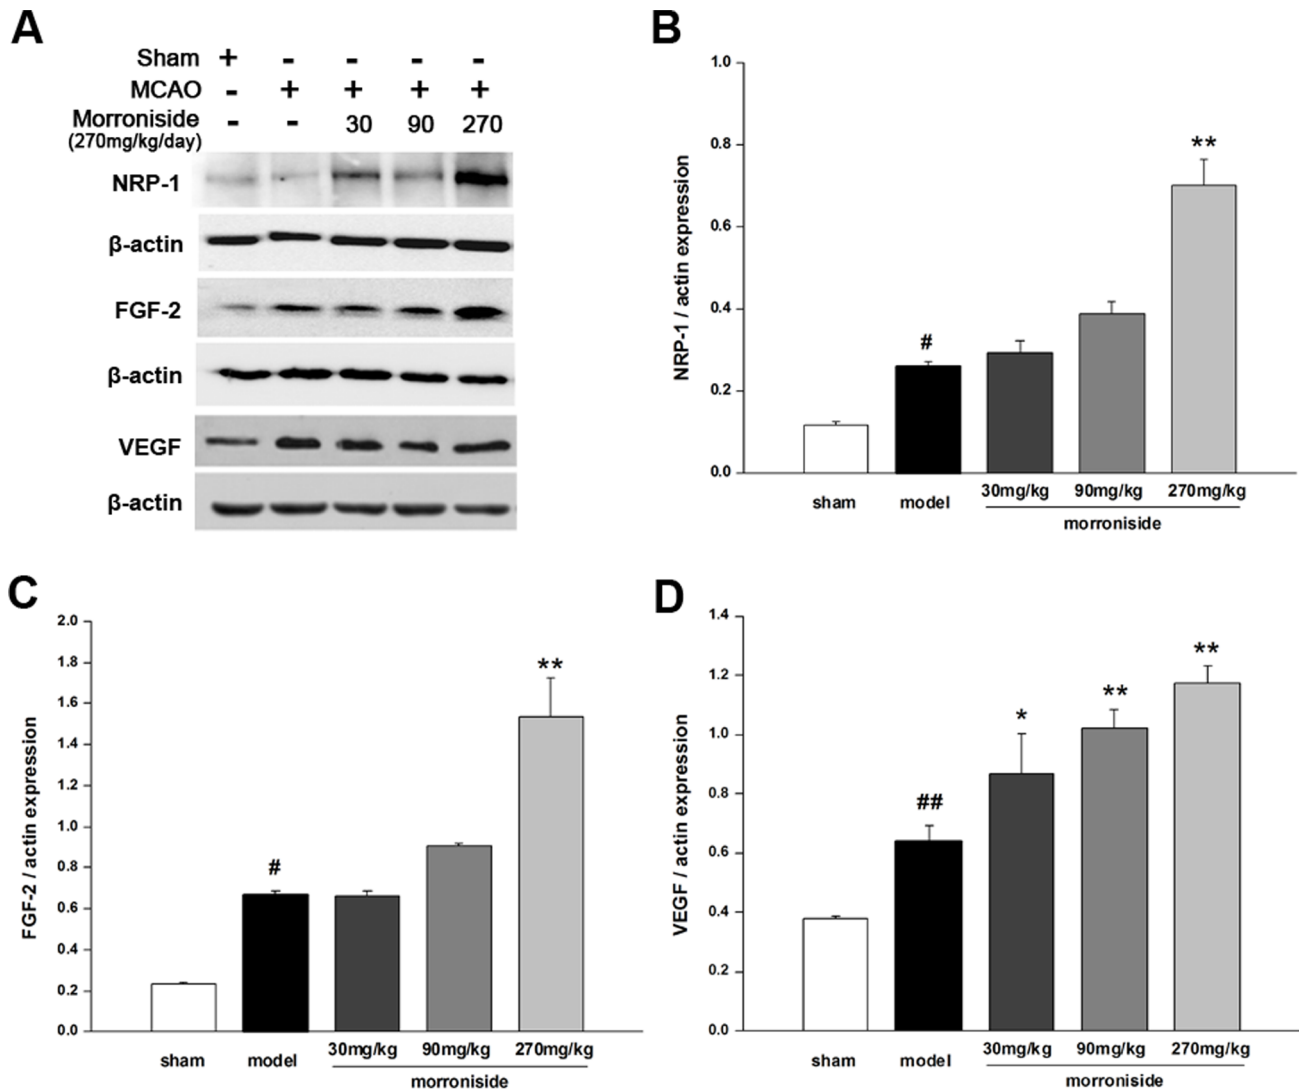 A
Sham + - - - -
MCAO - + + + +
Morroniside - - 30 90 270
(270mg/kg/day)
NRP-1
β-actin
FGF-2
β-actin
VEGF
β-actin
B
NRP-1 / actin expression
1.0
0.8
0.6
0.4
0.2
0.0
#
**
sham model 30mg/kg 90mg/kg 270mg/kg
morroniside
C
FGF-2 / actin expression
2.0
1.8
1.6
1.4
1.2
1.0
0.8
0.6
0.4
0.2
0.0
#
**
sham model 30mg/kg 90mg/kg 270mg/kg
morroniside
D
VEGF / actin expression
1.4
1.2
1.0
0.8
0.6
0.4
0.2
0.0
##
*
**
**
sham model 30mg/kg 90mg/kg 270mg/kg
morroniside